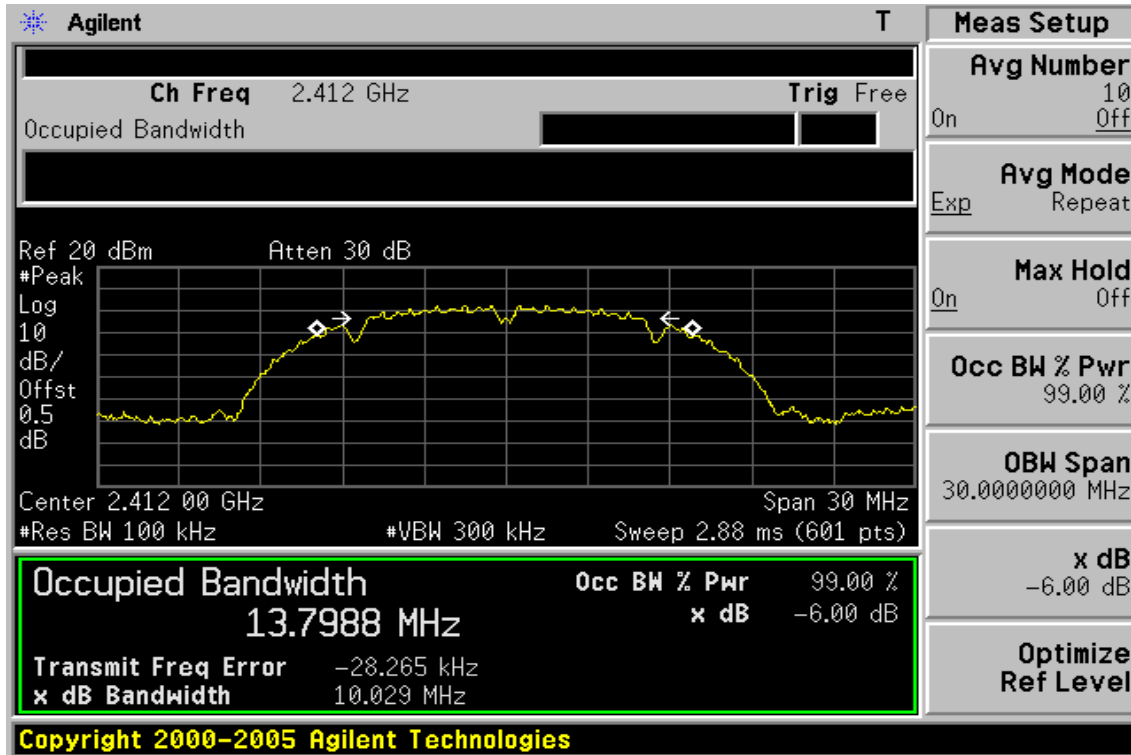 Agilent T
Ch Freq 2.412 GHz Trig Free
Occupied Bandwidth
Ref 20 dBm Atten 30 dB
#Peak
Log
10
dB/
Offst
0.5
dB
Center 2.412 00 GHz Span 30 MHz
#Res BW 100 kHz #VBW 300 kHz Sweep 2.88 ms (601 pts)
Occupied Bandwidth
13.7988 MHz
Occ BW % Pwr 99.00 %
x dB -6.00 dB
Transmit Freq Error -28.265 kHz
x dB Bandwidth 10.029 MHz
Meas Setup
Avg Number
10
On Off
Avg Mode
Exp Repeat
Max Hold
On Off
Occ BW % Pwr
99.00 %
OBW Span
30.0000000 MHz
x dB
-6.00 dB
Optimize
Ref Level
Copyright 2000-2005 Agilent Technologies